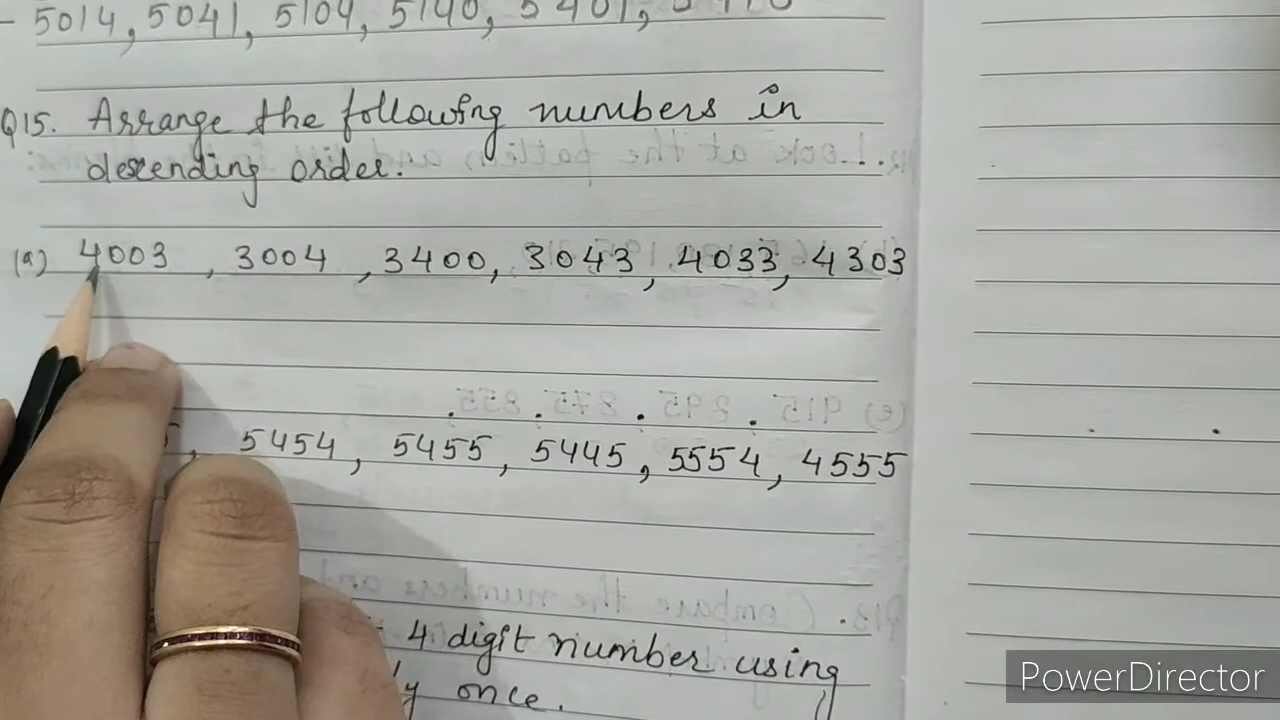 - 5014, 5041, 5104, 5140, 5401,
Q15. Arrange the following numbers in
descending order.
(a) 4003 , 3004 , 3400, 3043, 4033, 4303
5454, 5455, 5445, 5554, 4555
4 digit number using
once.
PowerDirector